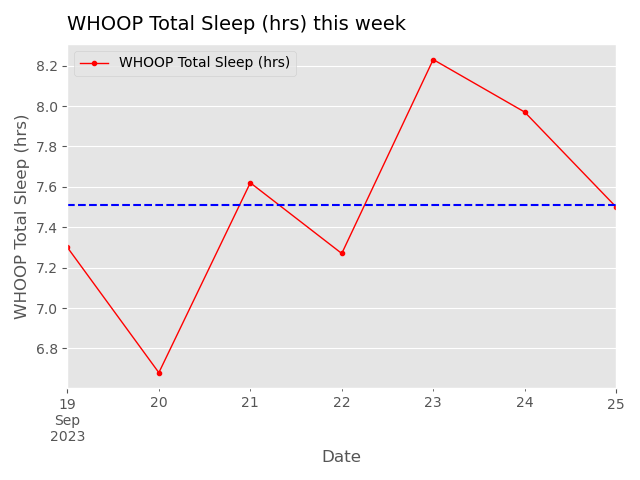 WHOOP Total Sleep (hrs) this week
WHOOP Total Sleep (hrs)
WHOOP Total Sleep (hrs)
8.2
8.0
7.8
7.6
7.4
7.2
7.0
6.8
19 20 21 22 23 24 25
Sep
2023
Date